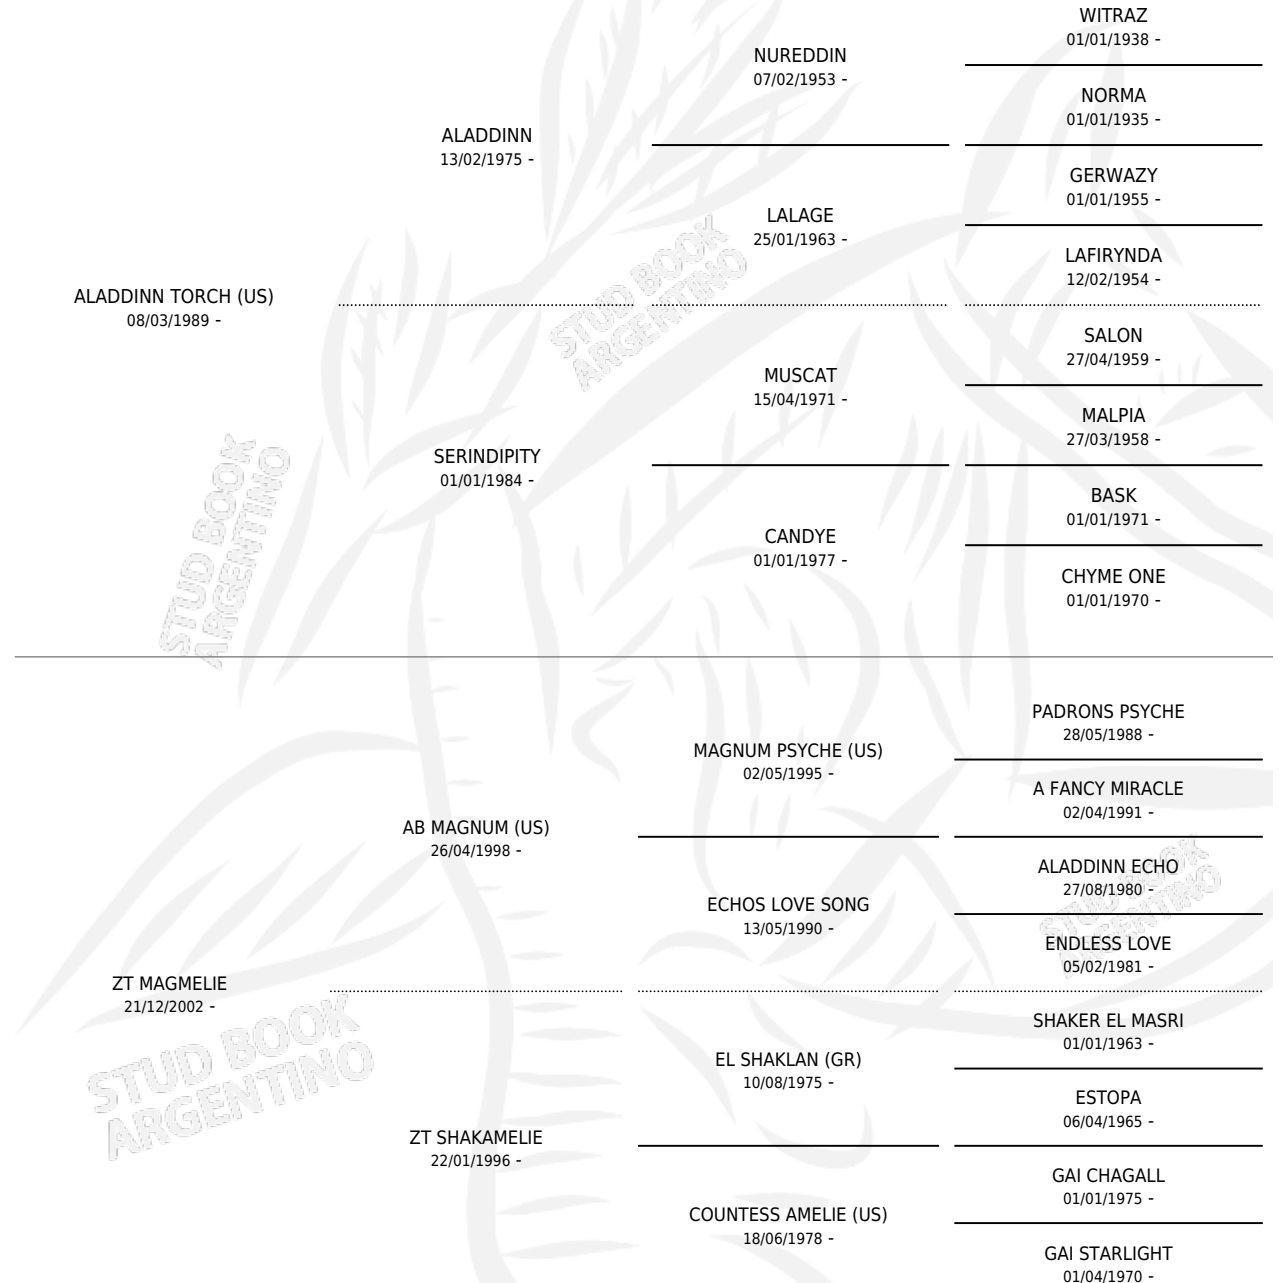 WITRAZ
01/01/1938 -
NUREDDIN
07/02/1953 -
NORMA
01/01/1935 -
ALADDINN
13/02/1975 -
GERWAZY
01/01/1955 -
LALAGE
25/01/1963 -
LAFIRYNDA
12/02/1954 -
ALADDINN TORCH (US)
08/03/1989 -
SALON
27/04/1959 -
MUSCAT
15/04/1971 -
MALPIA
27/03/1958 -
SERINDIPITY
01/01/1984 -
BASK
01/01/1971 -
CANDYE
01/01/1977 -
CHYME ONE
01/01/1970 -
STUD BOOK
ARGENTINO
STUD BOOK
ARGENTINO
PADRONS PSYCHE
28/05/1988 -
MAGNUM PSYCHE (US)
02/05/1995 -
A FANCY MIRACLE
02/04/1991 -
AB MAGNUM (US)
26/04/1998 -
ALADDINN ECHO
27/08/1980 -
ECHOS LOVE SONG
13/05/1990 -
ENDLESS LOVE
05/02/1981 -
ZT MAGMELIE
21/12/2002 -
SHAKER EL MASRI
01/01/1963 -
EL SHAKLAN (GR)
10/08/1975 -
ESTOPA
06/04/1965 -
ZT SHAKAMELIE
22/01/1996 -
GAI CHAGALL
01/01/1975 -
COUNTESS AMELIE (US)
18/06/1978 -
GAI STARLIGHT
01/04/1970 -
STUD BOOK
ARGENTINO
STUD BOOK
ARGENTINO